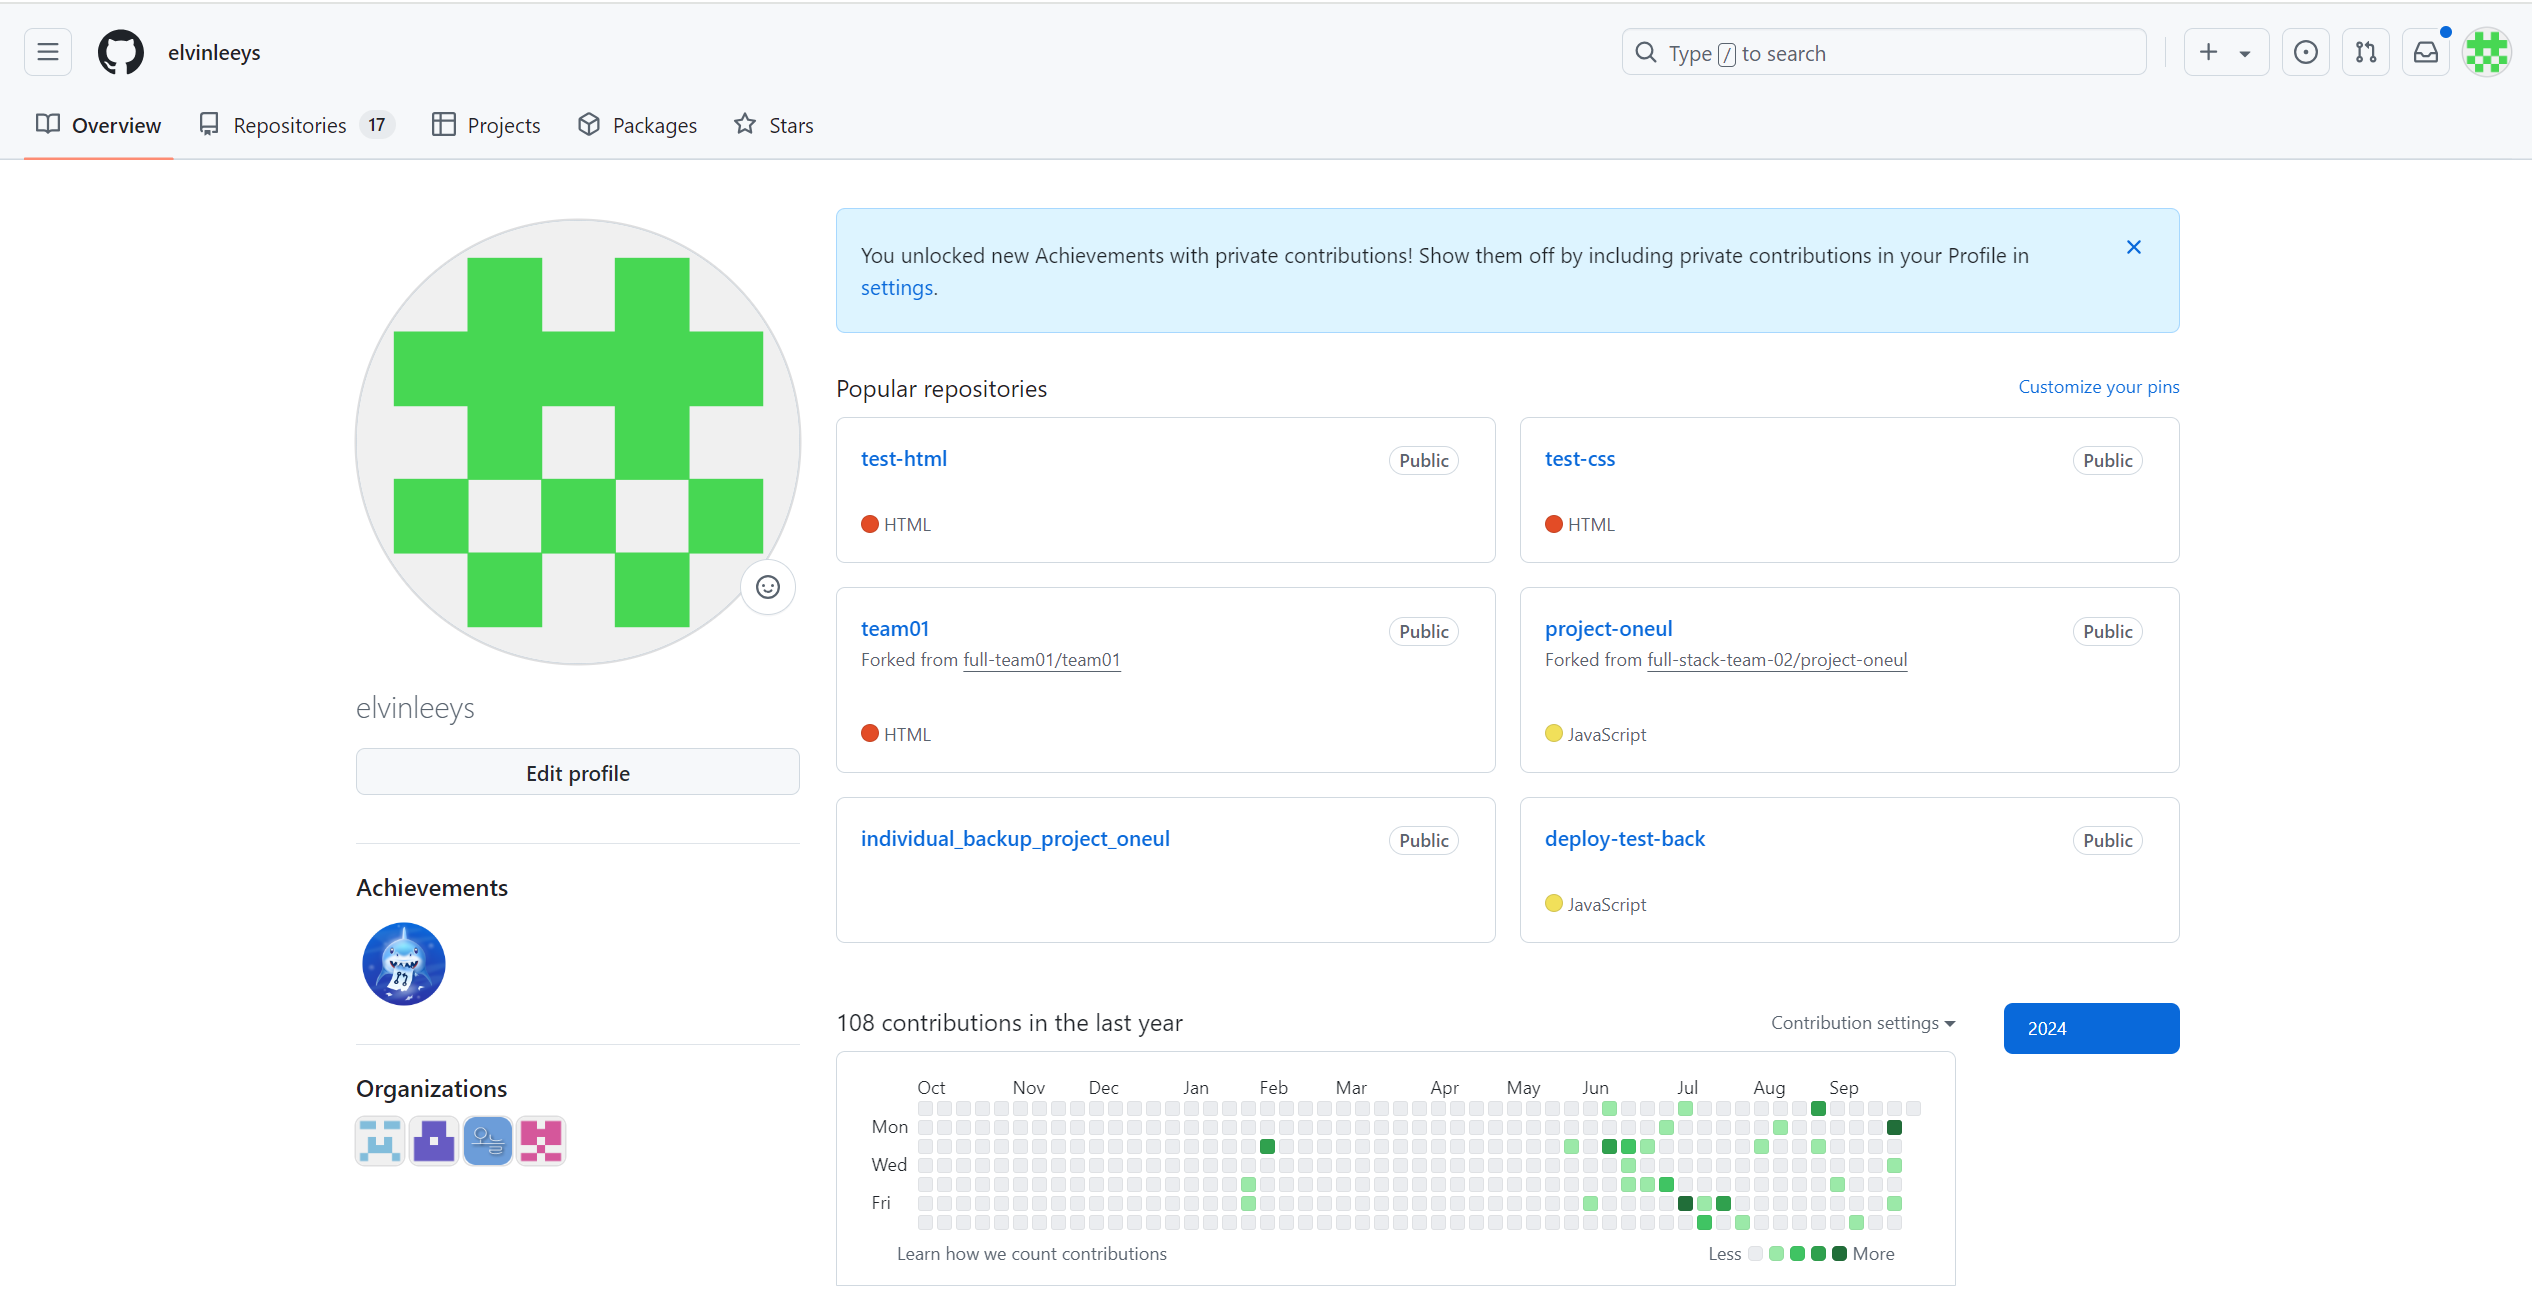 elvinleeys
Type / to search
Overview
Repositories 17
Projects
Packages
Stars
You unlocked new Achievements with private contributions! Show them off by including private contributions in your Profile in
settings.
Popular repositories
Customize your pins
test-html
Public
HTML
test-css
Public
HTML
team01
Public
Forked from full-team01/team01
HTML
project-oneul
Public
Forked from full-stack-team-02/project-oneul
JavaScript
individual_backup_project_oneul
Public
deploy-test-back
Public
JavaScript
elvinleeys
Edit profile
Achievements
Organizations
오늘
108 contributions in the last year
Contribution settings
2024
Oct Nov Dec Jan Feb Mar Apr May Jun Jul Aug Sep
Mon
Wed
Fri
Learn how we count contributions
Less
More